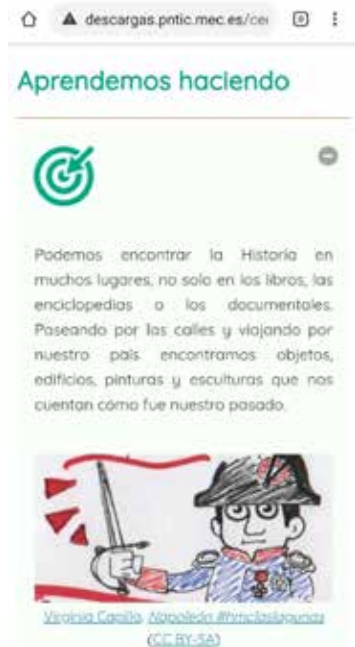 descargas.pntic.mec.es/ce
Aprendemos haciendo
Podemos encontrar la Historia en
muchos lugares, no solo en los libros, las
enciclopedias o los documentales.
Paseando por las calles y viajando por
nuestro país encontramos objetos,
edificios, pinturas y esculturas que nos
cuentan cómo fue nuestro pasado.
Virginia Capilla. Napoleón #hmclaslagunas
(CC BY-SA)